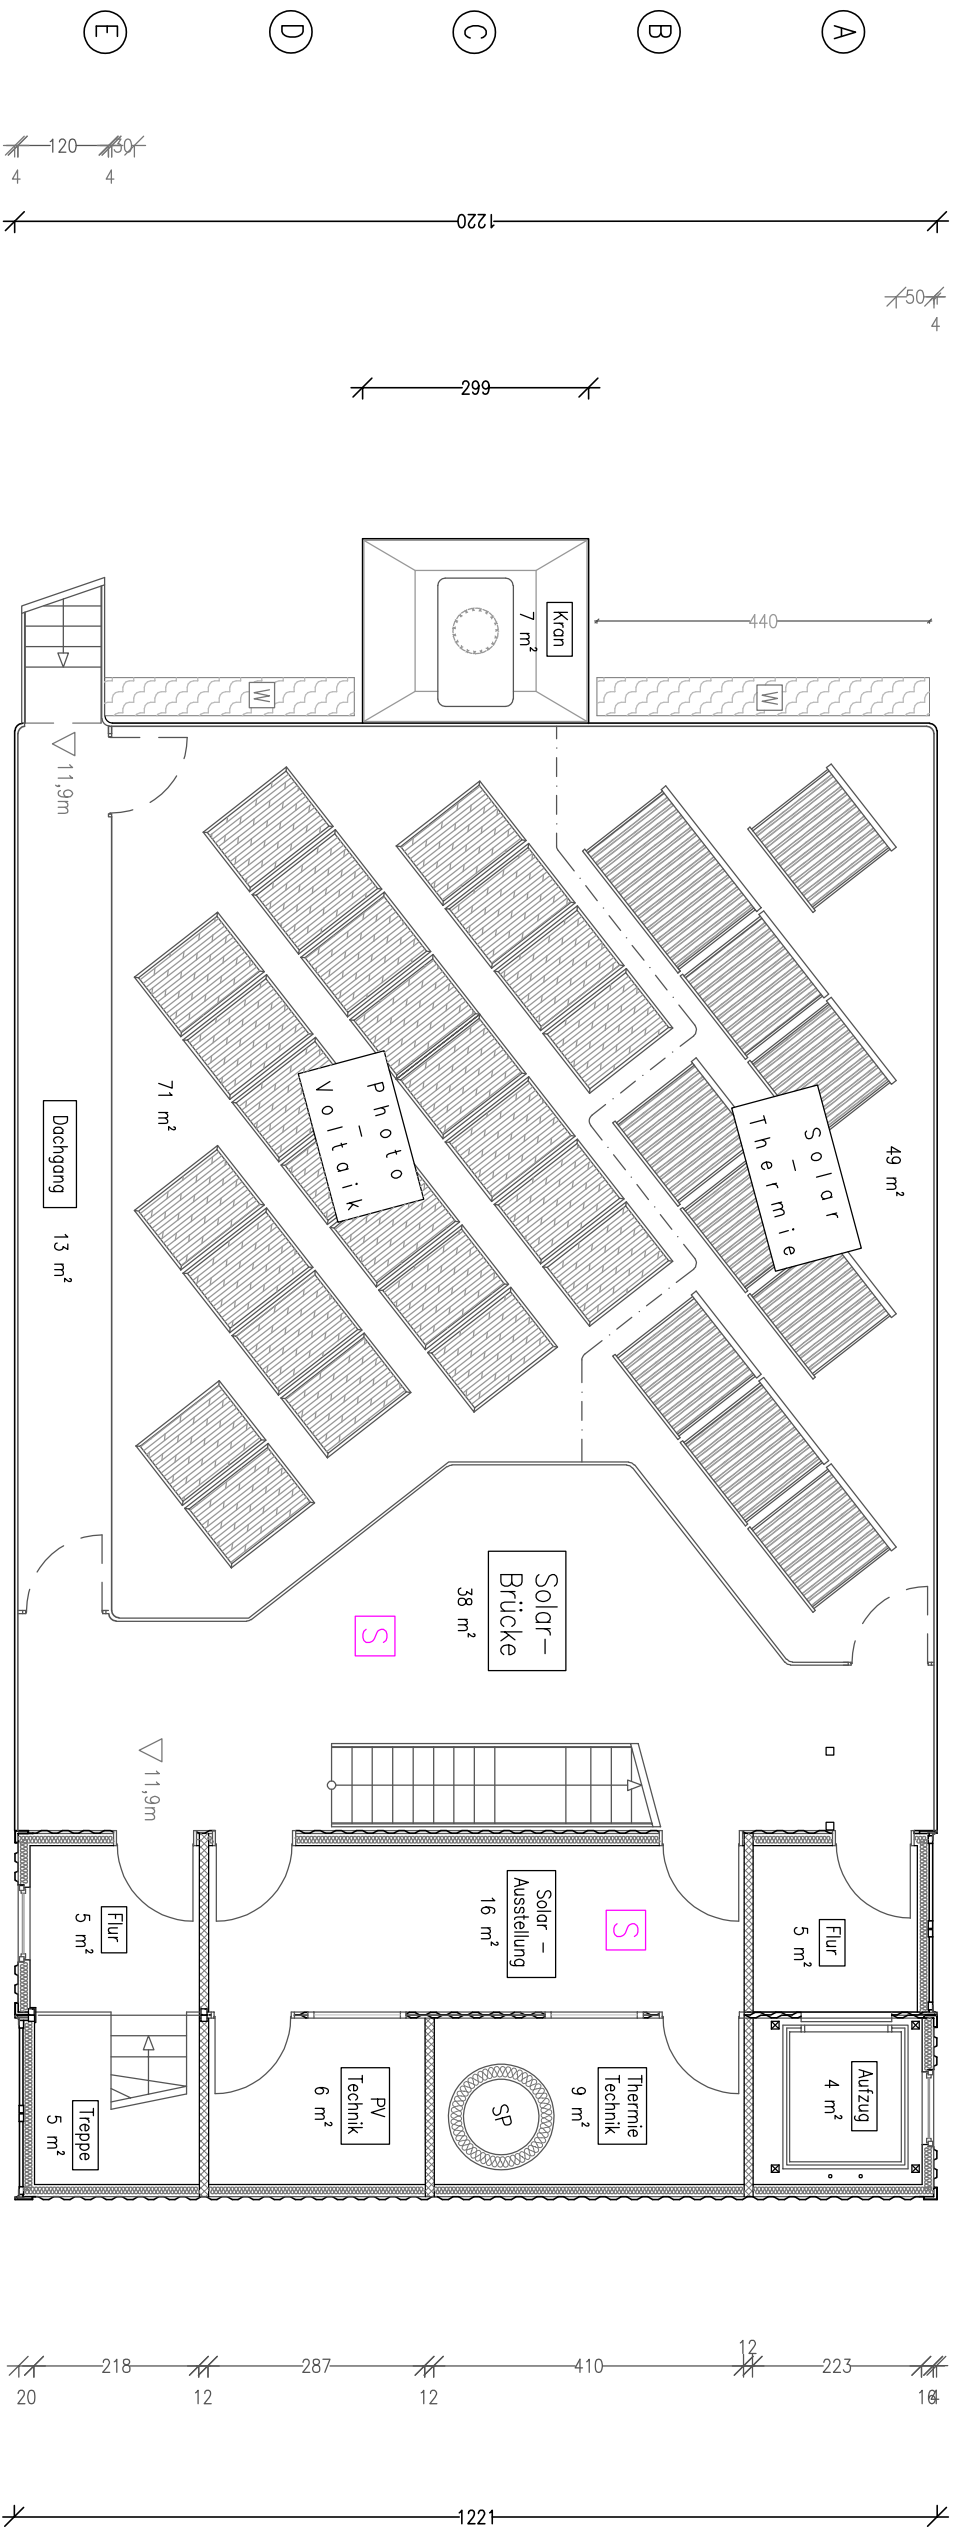 E
D
C
B
A
120
30
4
4
1220
50
4
299
Kran
7 m²
440
W
W
11,9m
Photo
–
Voltaik
71 m²
Solar
–
Thermie
49 m²
Dachgang
13 m²
Solar–
Brücke
38 m²
S
11,9m
Flur
5 m²
Solar –
Ausstellung
16 m²
S
Flur
5 m²
Treppe
5 m²
PV
Technik
6 m²
SP
Thermie
Technik
9 m²
Aufzug
4 m²
12
218
287
410
223
20
12
12
16
4
1221